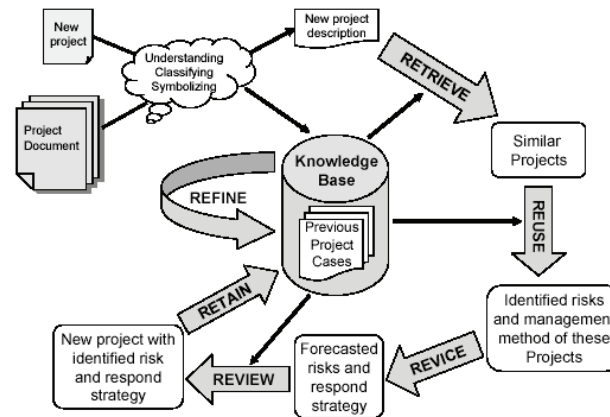 New
project
Understanding
Classifying
Symbolizing
New project
description
Project
Document
RETRIEVE
Similar
Projects
Knowledge
Base
REFINE
Previous
Project
Cases
REUSE
RETAIN
Identified risks
and management
method of these
Projects
New project with
identified risk
and respond
strategy
REVIEW
Forecasted
risks and
respond
strategy
REVICE